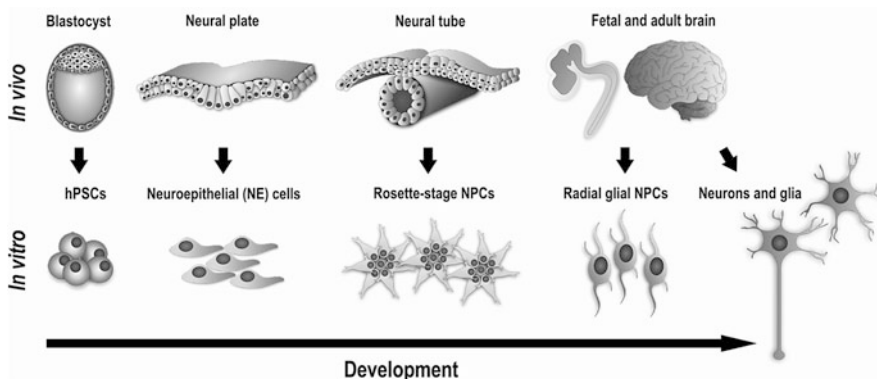 Blastocyst Neural plate Neural tube Fetal and adult brain
In vivo
hPSCs Neuroepithelial (NE) cells Rosette-stage NPCs Radial glial NPCs Neurons and glia
In vitro
Development